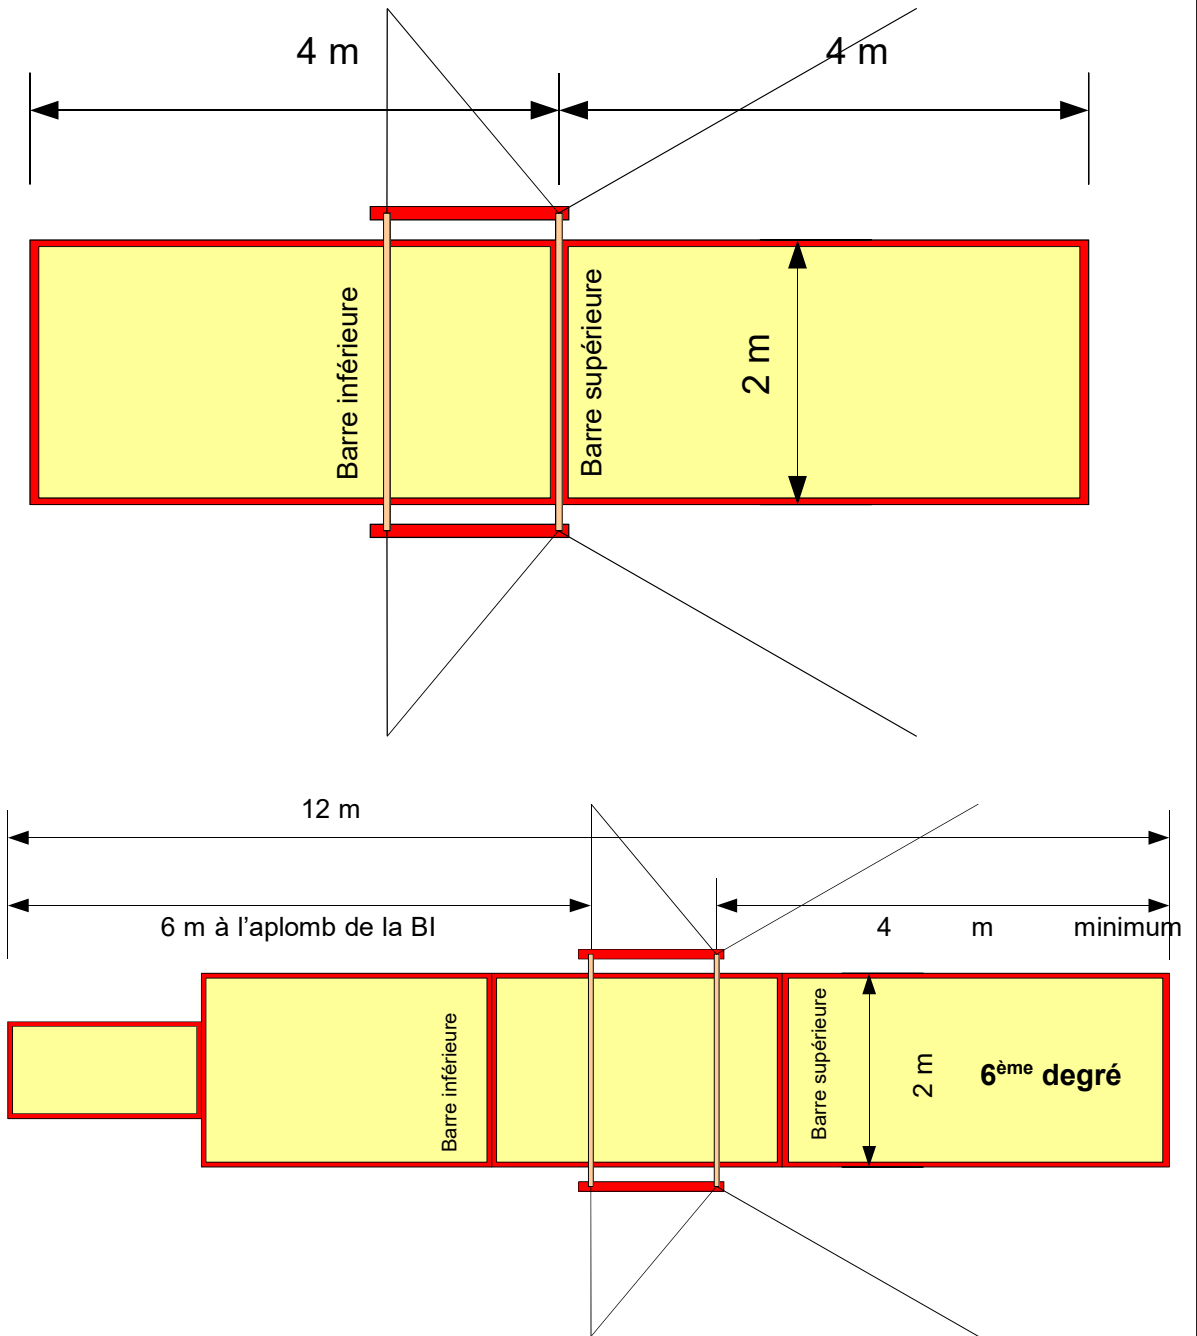 4 m
4 m
Barre inférieure
Barre supérieure
2 m
12 m
6 m à l’aplomb de la BI
4 m minimum
Barre inférieure
Barre supérieure
2 m
6ème degré